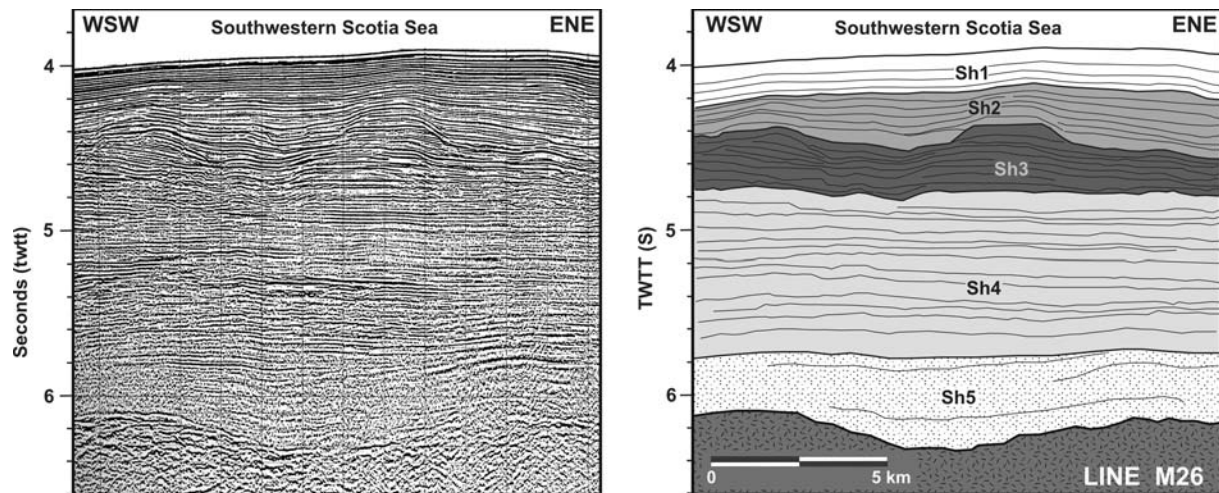 WSW Southwestern Scotia Sea ENE
4
5
6
Seconds (twtt)
WSW Southwestern Scotia Sea ENE
4
5
6
TWTT (S)
Sh1
Sh2
Sh3
Sh4
Sh5
0 5 km
LINE M26